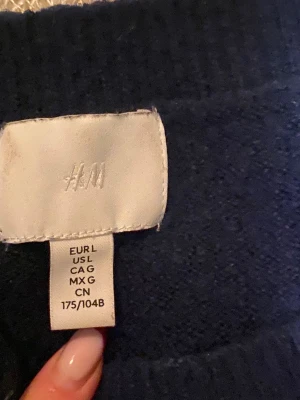 H&M
EUR L
US L
CA G
MX G
CN
175/104B